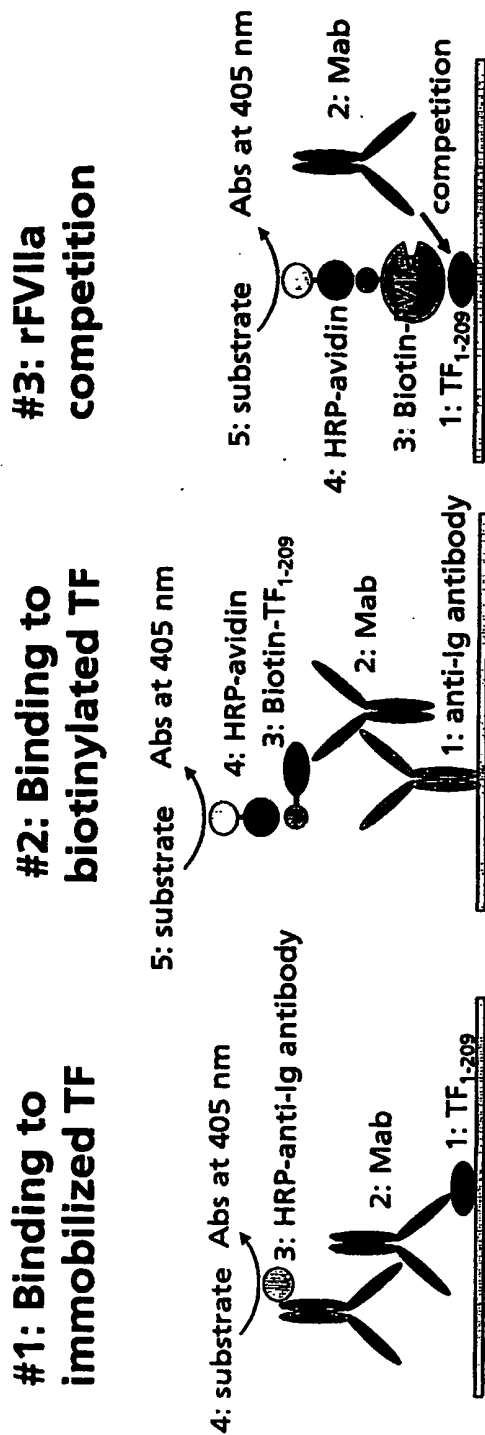 #1: Binding to
immobilized TF
4: substrate
Abs at 405 nm
3: HRP-anti-Ig antibody
2: Mab
1: TF1-209
#2: Binding to
biotinylated TF
5: substrate
Abs at 405 nm
4: HRP-avidin
3: Biotin-TF1-209
2: Mab
1: anti-Ig antibody
#3: rFVIIa
competition
5: substrate
Abs at 405 nm
4: HRP-avidin
2: Mab
3: Biotin-
competition
1: TF1-209